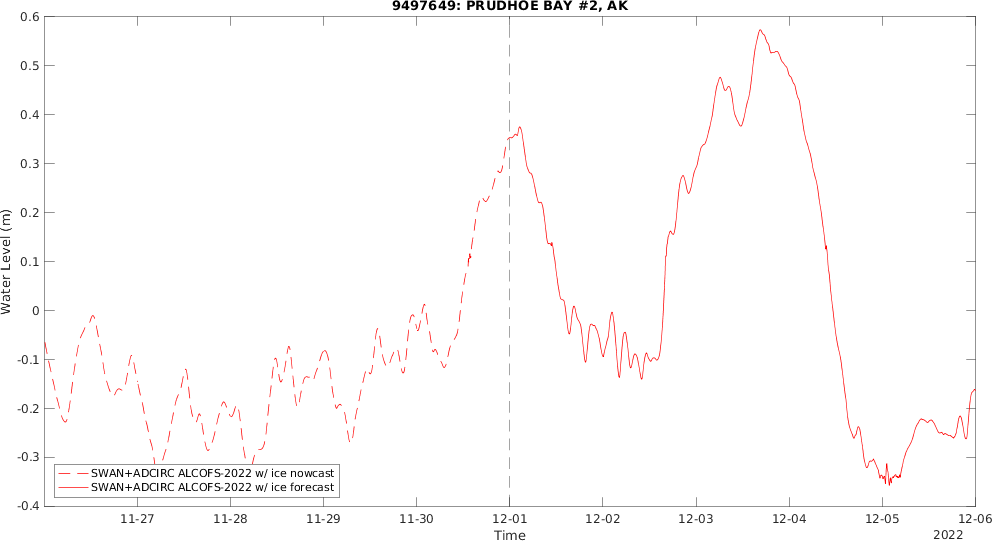 9497649: PRUDHOE BAY #2, AK
0.6
0.5
0.4
0.3
0.2
0.1
0
-0.1
-0.2
-0.3
-0.4
Water Level (m)
SWAN+ADCIRC ALCOFS-2022 w/ ice nowcast
SWAN+ADCIRC ALCOFS-2022 w/ ice forecast
11-27 11-28 11-29 11-30 12-01 12-02 12-03 12-04 12-05 12-06
Time
2022